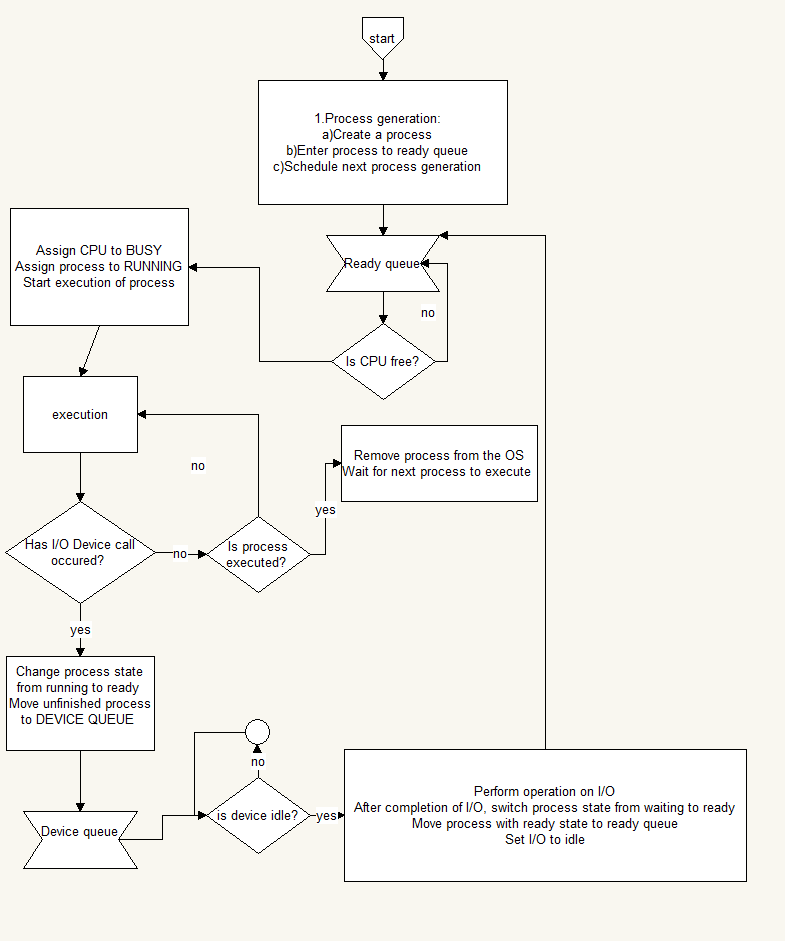 start
1.Process generation:
a)Create a process
b)Enter process to ready queue
c)Schedule next process generation
Ready queue
Assign CPU to BUSY
Assign process to RUNNING
Start execution of process
no
Is CPU free?
execution
no
Remove process from the OS
Wait for next process to execute
yes
Has I/O Device call
occured?
no
Is process
executed?
yes
Change process state
from running to ready
Move unfinished process
to DEVICE QUEUE
no
Device queue
is device idle?
yes
Perform operation on I/O
After completion of I/O, switch process state from waiting to ready
Move process with ready state to ready queue
Set I/O to idle